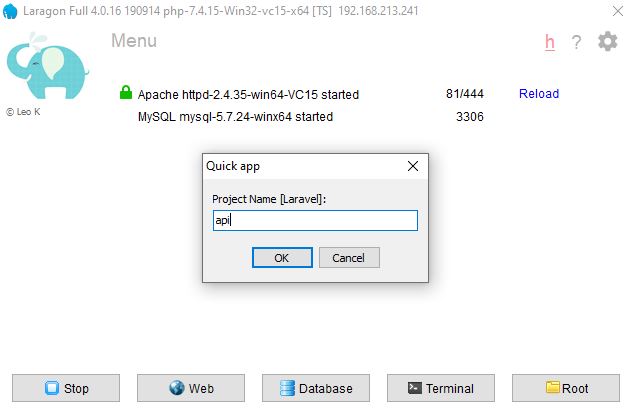 Laragon Full 4.0.16 190914 php-7.4.15-Win32-vc15-x64 [TS] 192.168.213.241
Menu
h ?
© Leo K
Apache httpd-2.4.35-win64-VC15 started 81/444 Reload
MySQL mysql-5.7.24-winx64 started 3306
Quick app
Project Name [Laravel]:
api
OK Cancel
Stop Web Database Terminal Root